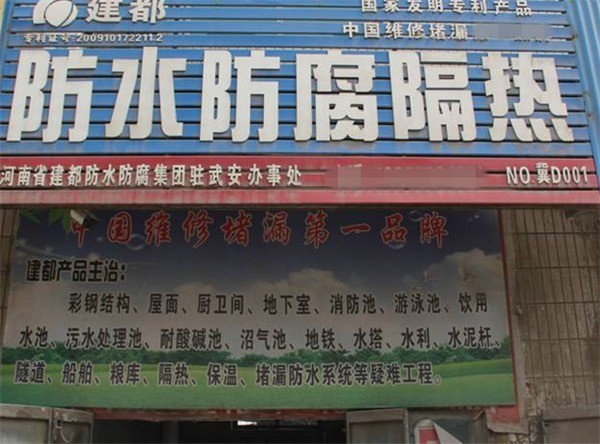 建都
国家发明专利产品
专利证号·200910172211.2
中国维修堵漏
防水防腐隔热
河南省建都防水防腐集团驻武安办事处 NO 冀D001
中国维修堵漏第一品牌
建都产品主治:
彩钢结构、屋面、厨卫间、地下室、消防池、游泳池、饮用
水池、污水处理池、耐酸碱池、沼气池、地铁、水塔、水利、水泥杆、
隧道、船舶、粮库、隔热、保温、堵漏防水系统等疑难工程。